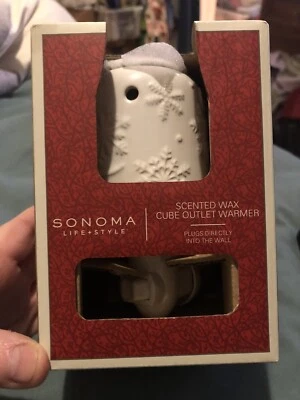 SONOMA
LIFE+STYLE
SCENTED WAX
CUBE OUTLET WARMER
PLUGS DIRECTLY
INTO THE WALL